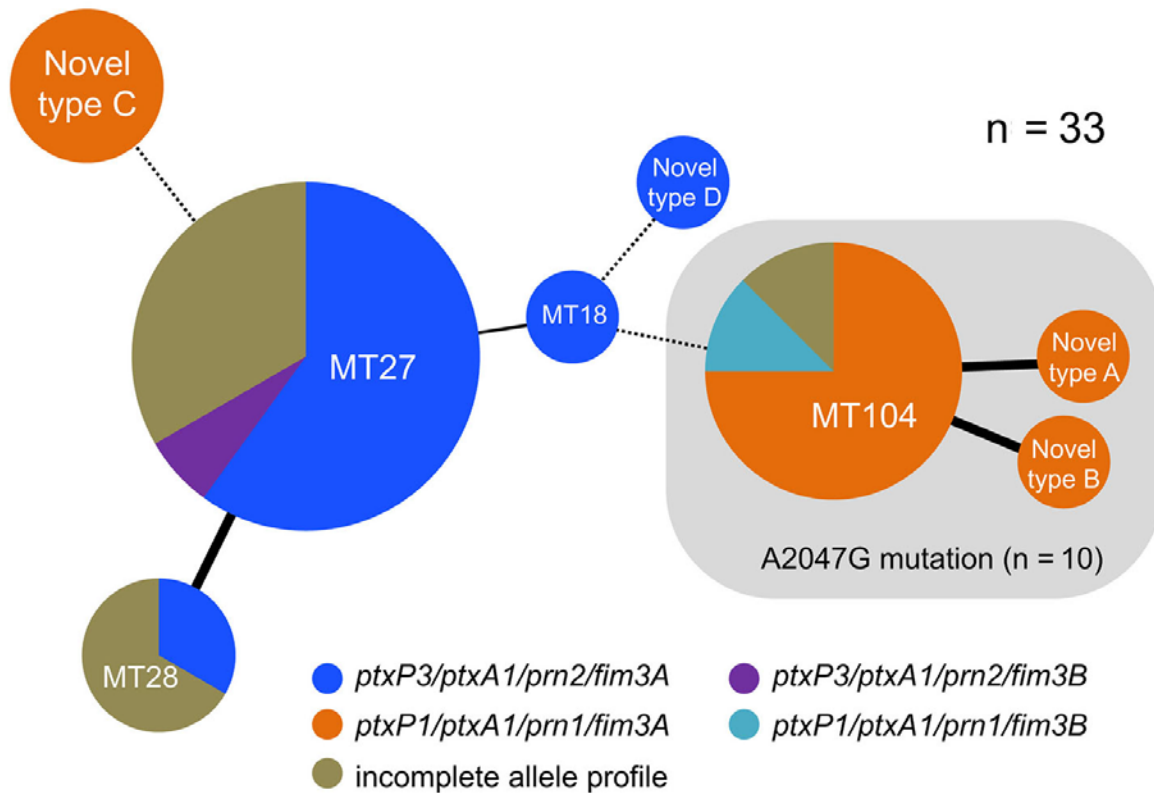 Novel
type C
n = 33
Novel
type D
MT18
MT27
MT104
Novel
type A
Novel
type B
A2047G mutation (n = 10)
MT28
ptxP3/ptxA1/prn2/fim3A
ptxP3/ptxA1/prn2/fim3B
ptxP1/ptxA1/prn1/fim3A
ptxP1/ptxA1/prn1/fim3B
incomplete allele profile